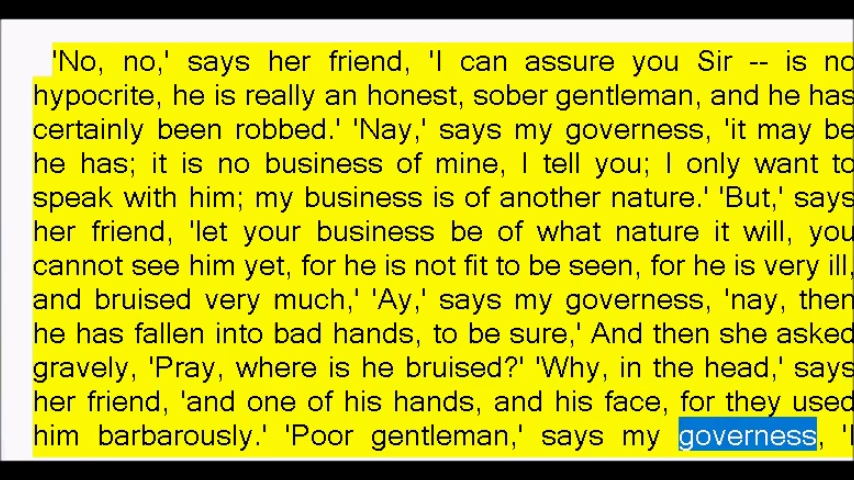 'No, no,' says her friend, 'I can assure you Sir -- is no
hypocrite, he is really an honest, sober gentleman, and he has
certainly been robbed.' 'Nay,' says my governess, 'it may be
he has; it is no business of mine, I tell you; I only want to
speak with him; my business is of another nature.' 'But,' says
her friend, 'let your business be of what nature it will, you
cannot see him yet, for he is not fit to be seen, for he is very ill,
and bruised very much,' 'Ay,' says my governess, 'nay, then
he has fallen into bad hands, to be sure,' And then she asked
gravely, 'Pray, where is he bruised?' 'Why, in the head,' says
her friend, 'and one of his hands, and his face, for they used
him barbarously.' 'Poor gentleman,' says my governess, 'I